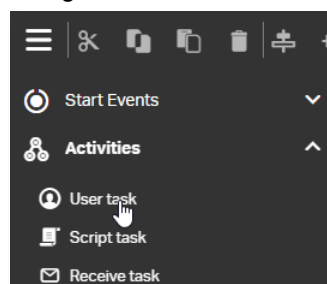 Start Events
Activities
User task
Script task
Receive task